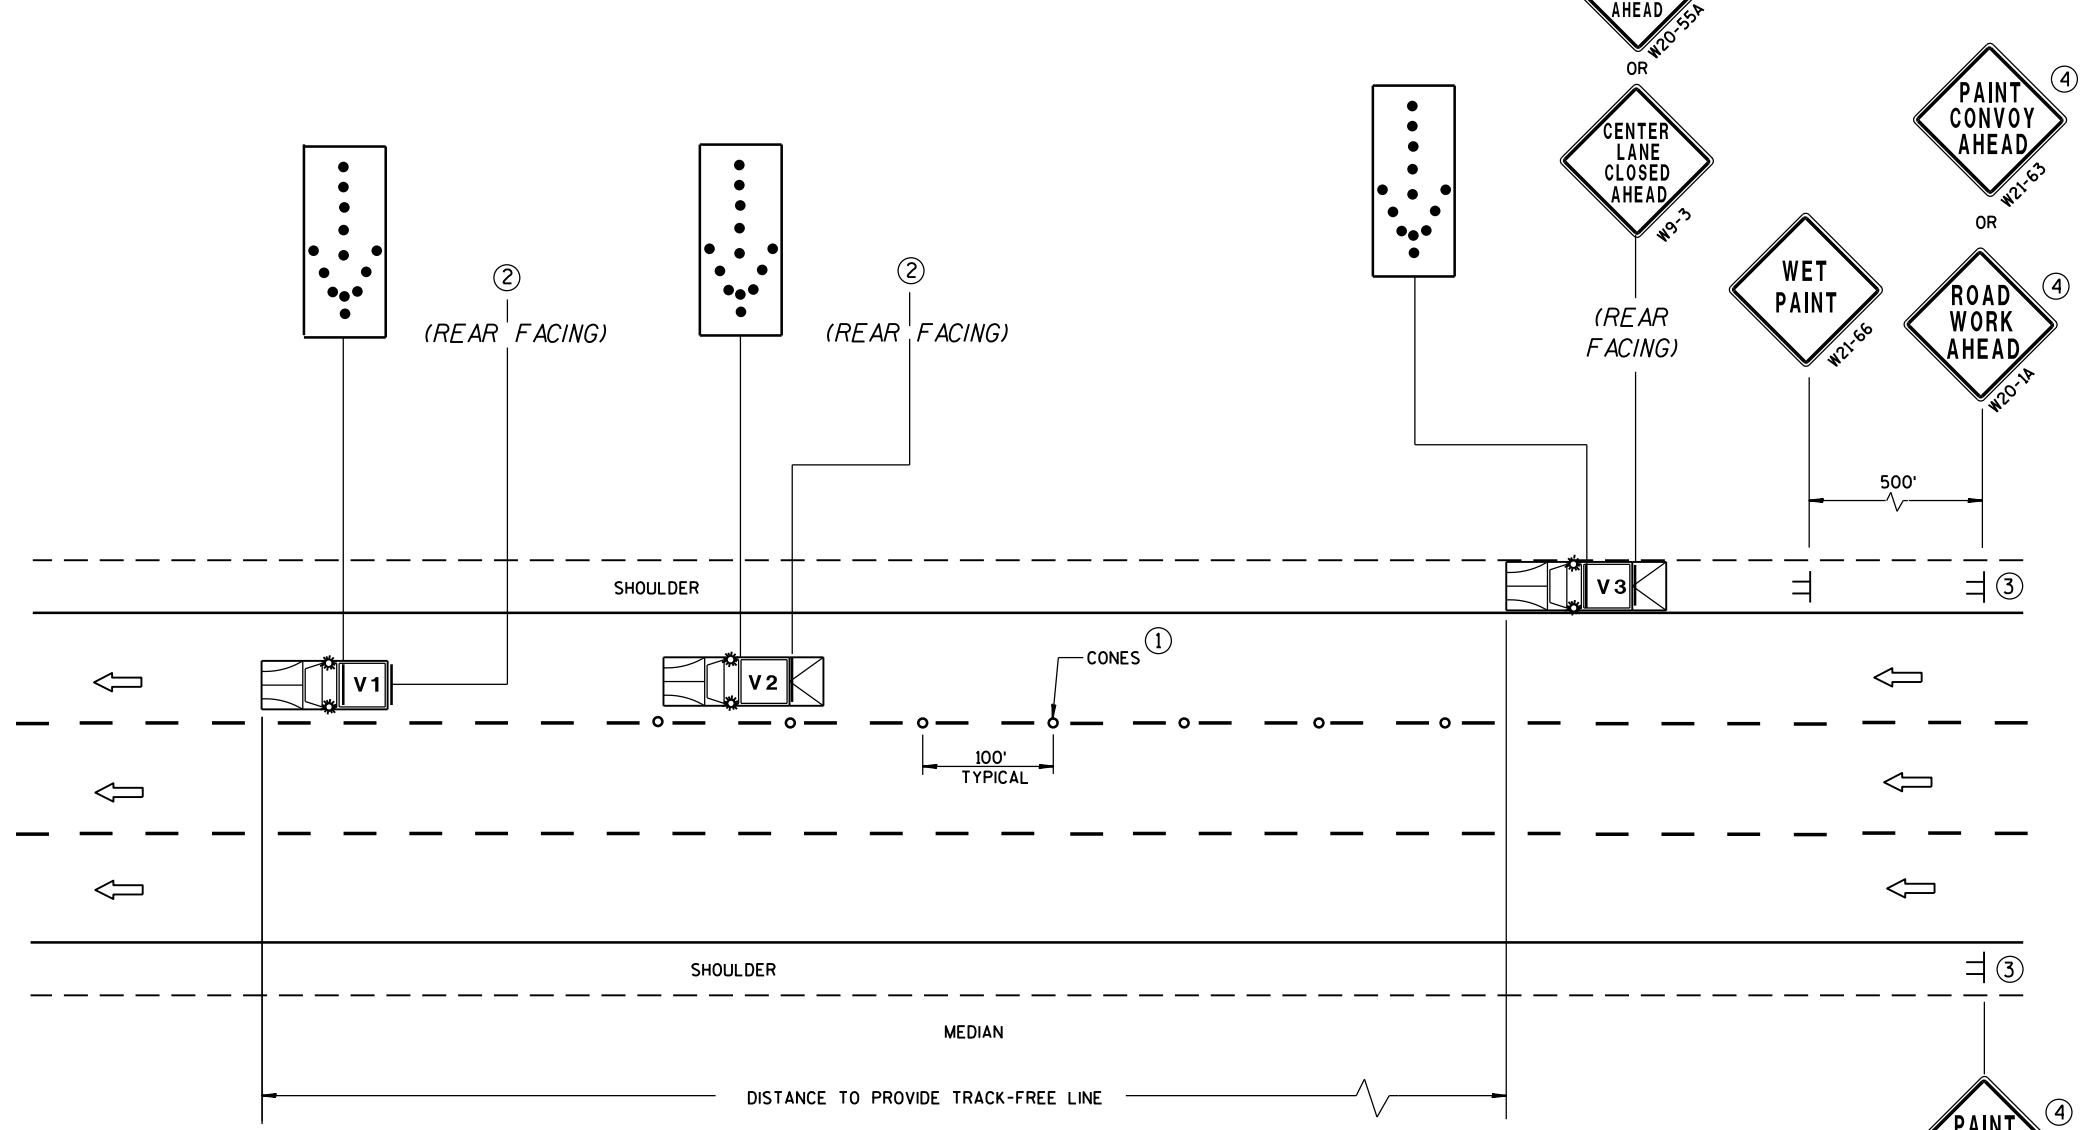 AHEAD
W20-55A
OR
CENTER
LANE
CLOSED
AHEAD
W9-3
(REAR
FACING)
PAINT
CONVOY
AHEAD
4
W21-63
OR
WET
PAINT
W21-66
ROAD
WORK
AHEAD
4
W20-1A
2
(REAR FACING)
2
(REAR FACING)
500'
SHOULDER
V3
3
V1
V2
CONES 1
100'
TYPICAL
SHOULDER
3
MEDIAN
DISTANCE TO PROVIDE TRACK-FREE LINE
PAINT
4